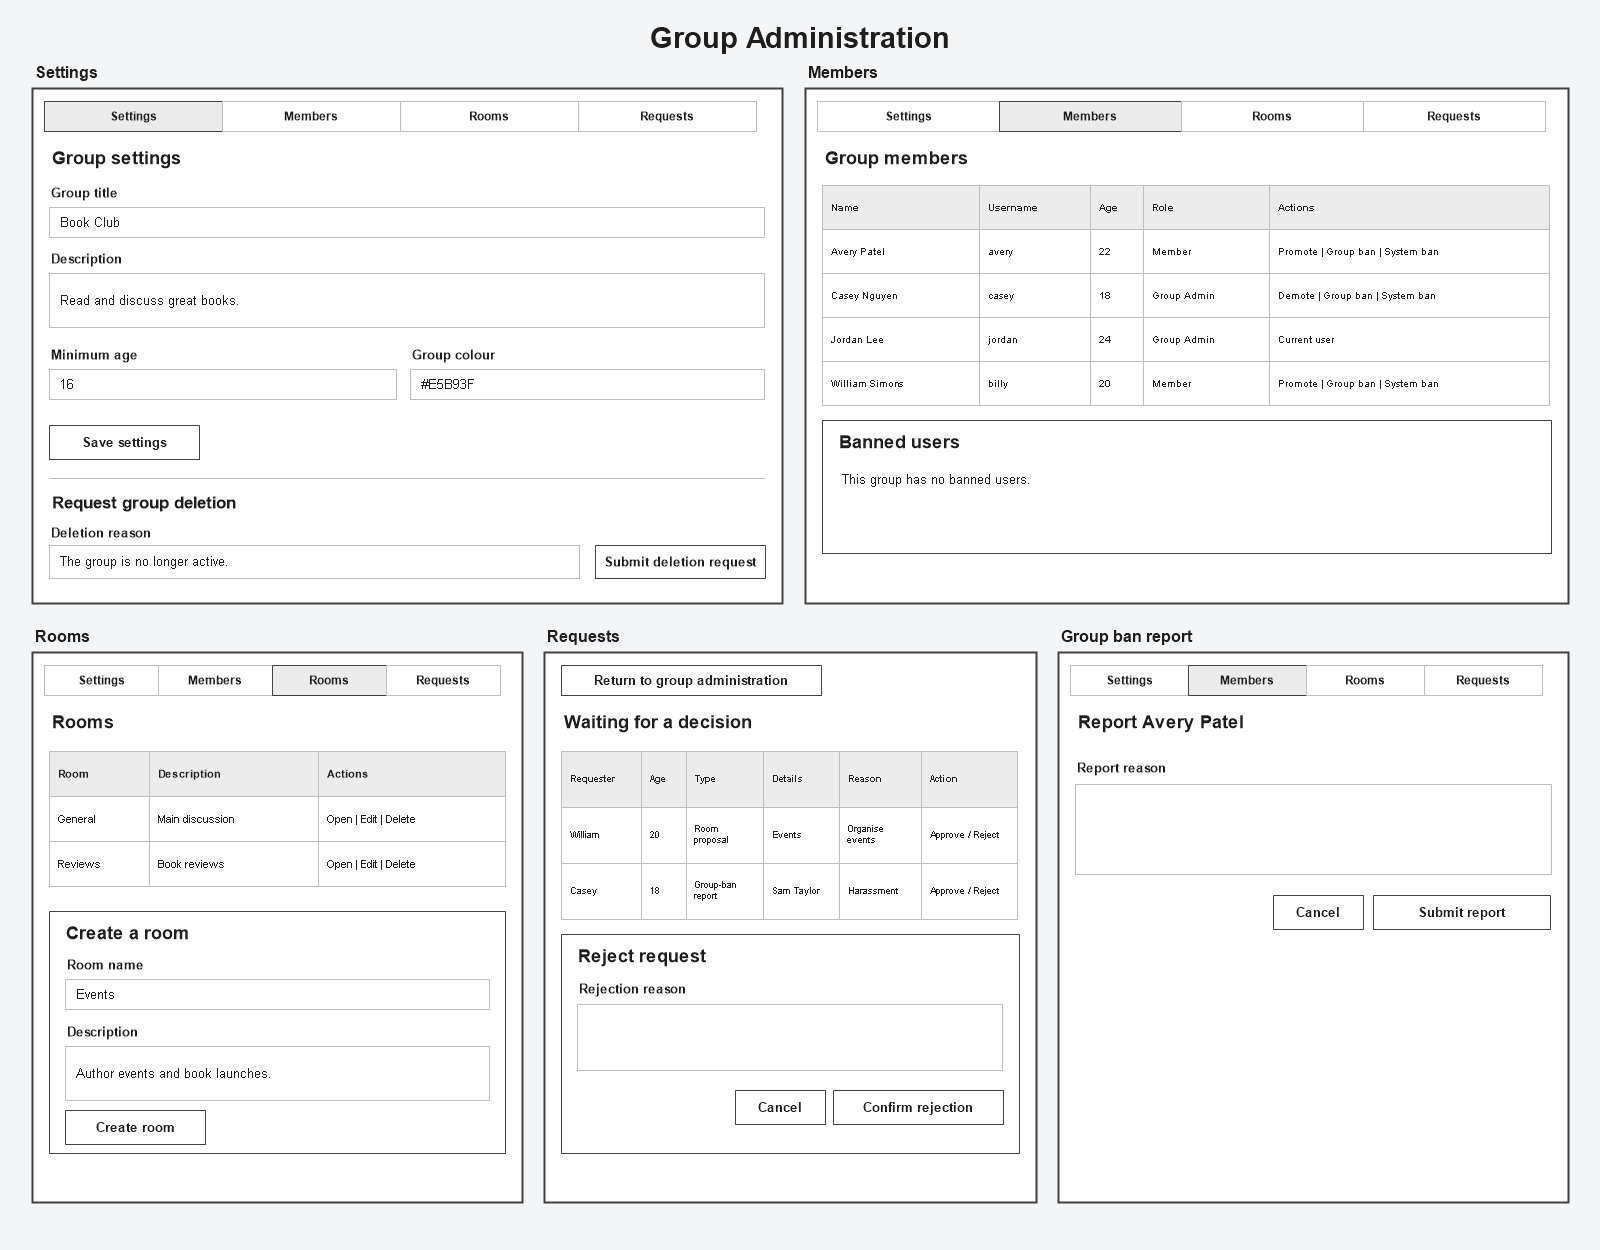 Group Administration
Settings
Settings Members Rooms Requests
Group settings
Group title
Book Club
Description
Read and discuss great books.
Minimum age Group colour
16 #E5B93F
Save settings
Request group deletion
Deletion reason
The group is no longer active. Submit deletion request
Members
Settings Members Rooms Requests
Group members
Name Username Age Role Actions
Avery Patel avery 22 Member Promote | Group ban | System ban
Casey Nguyen casey 18 Group Admin Demote | Group ban | System ban
Jordan Lee jordan 24 Group Admin Current user
William Simons billy 20 Member Promote | Group ban | System ban
Banned users
This group has no banned users.
Rooms
Settings Members Rooms Requests
Rooms
Room Description Actions
General Main discussion Open | Edit | Delete
Reviews Book reviews Open | Edit | Delete
Create a room
Room name
Events
Description
Author events and book launches.
Create room
Requests
Return to group administration
Waiting for a decision
Requester Age Type Details Reason Action
William 20 Room proposal Events Organise events Approve / Reject
Casey 18 Group-ban report Sam Taylor Harassment Approve / Reject
Reject request
Rejection reason
Cancel Confirm rejection
Group ban report
Settings Members Rooms Requests
Report Avery Patel
Report reason
Cancel Submit report